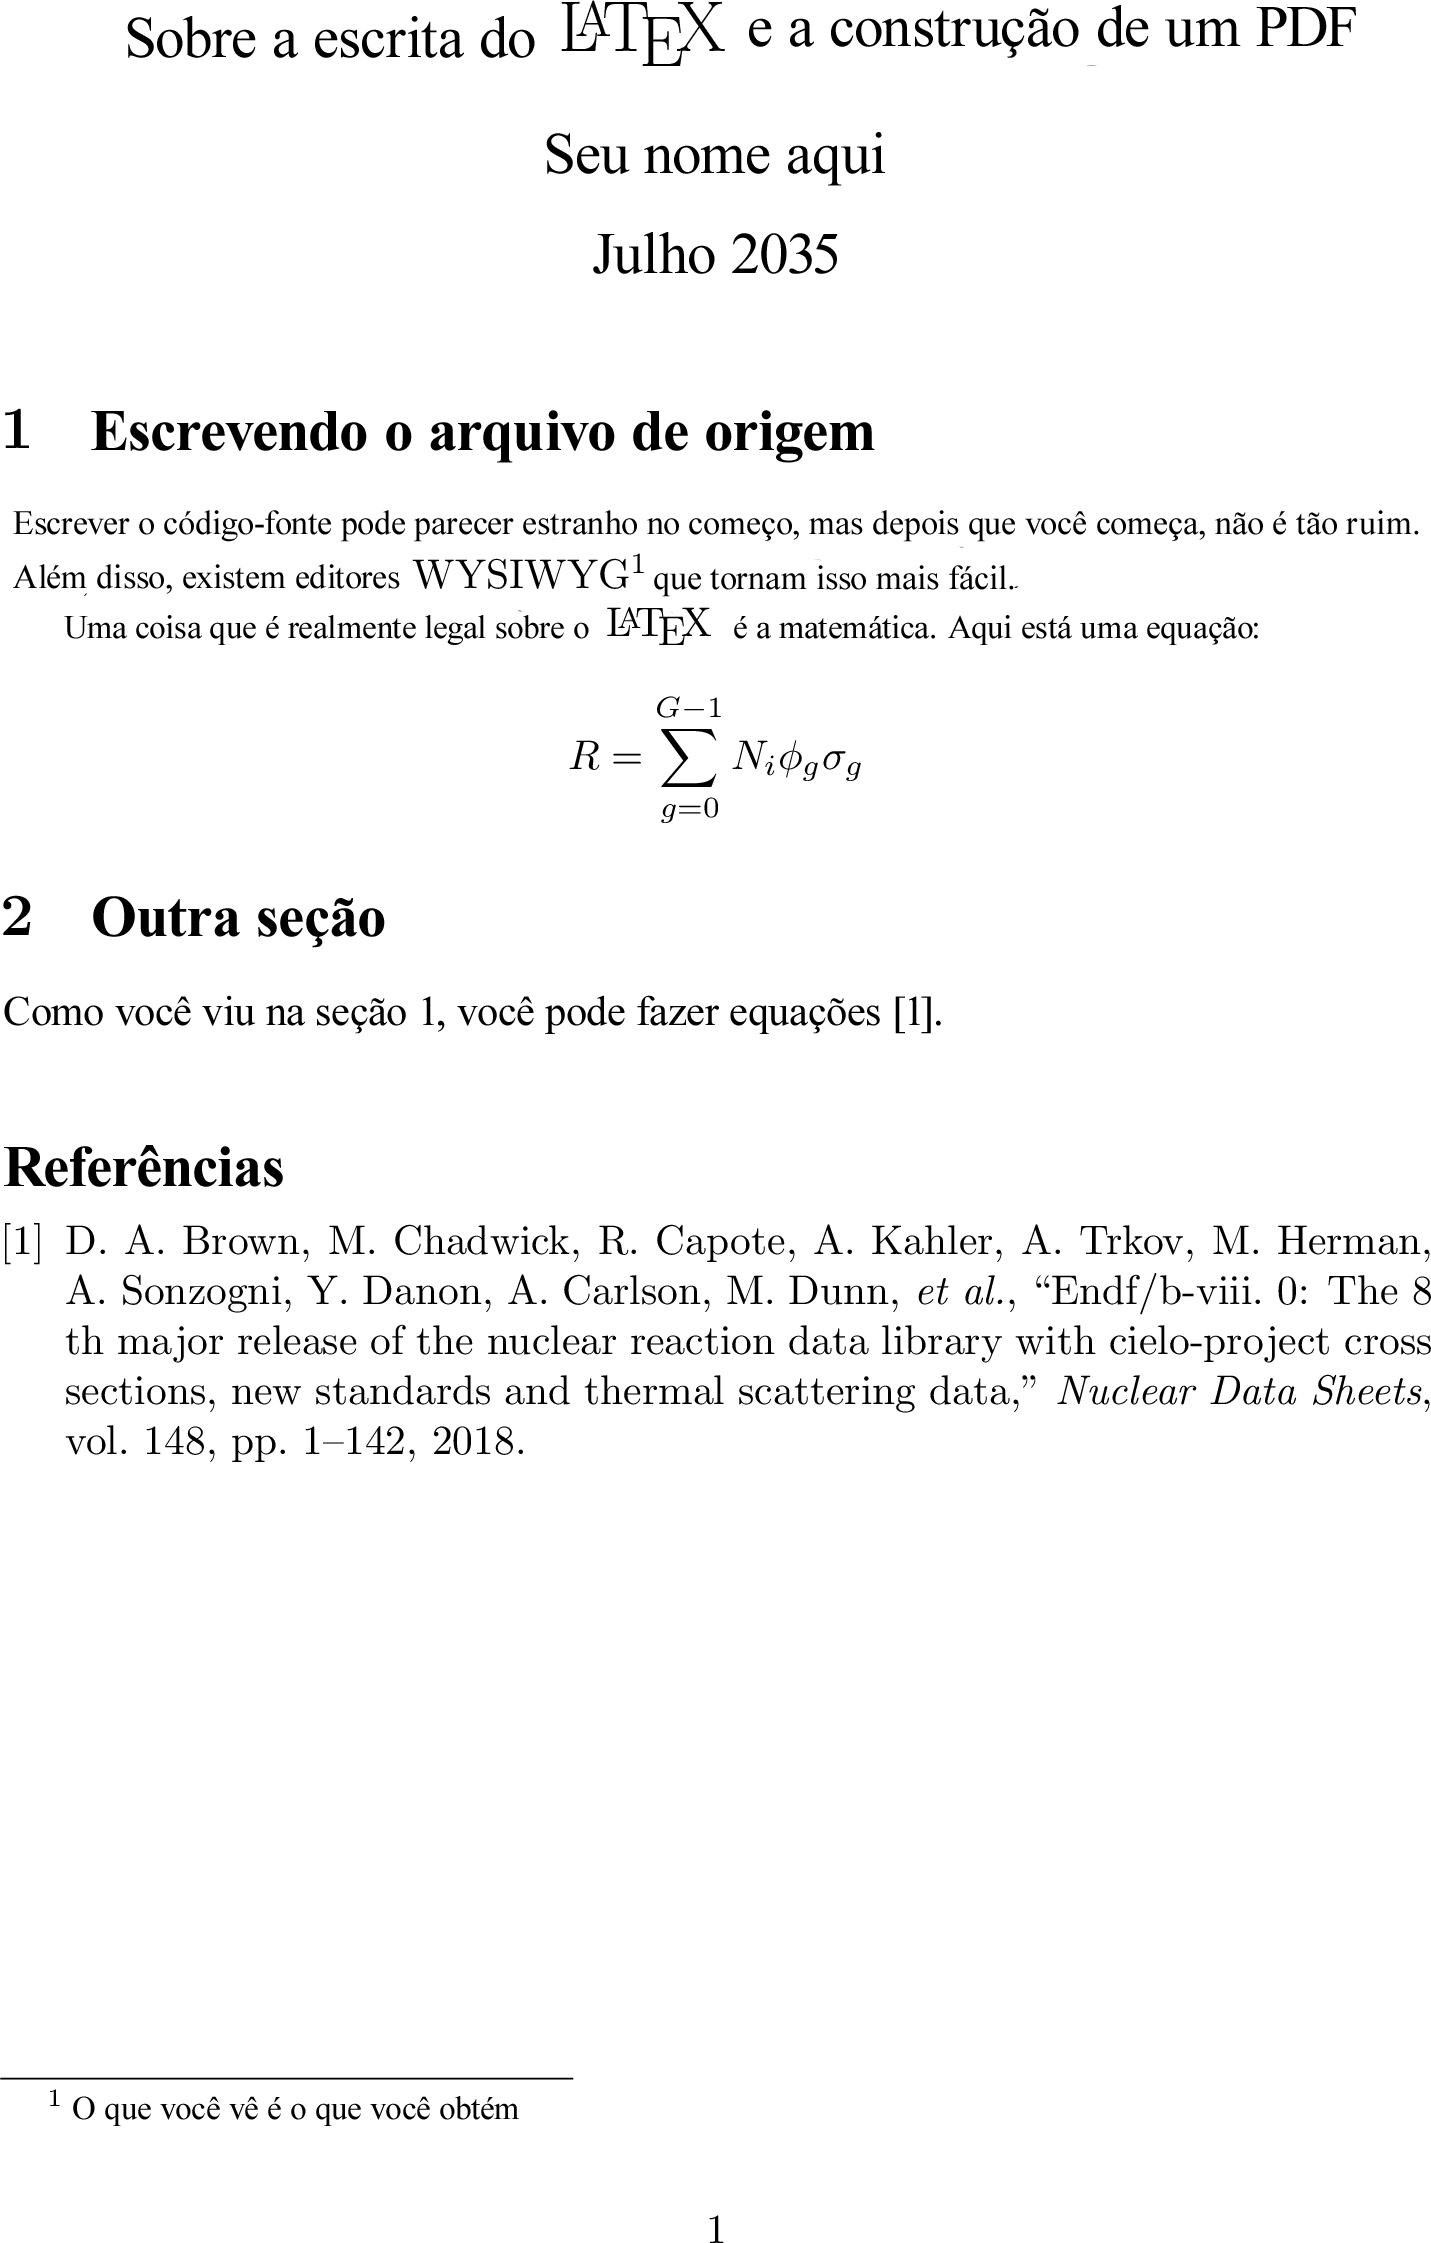 Sobre a escrita do LATEX e a construção de um PDF
Seu nome aqui
Julho 2035
1 Escrevendo o arquivo de origem
Escrever o código-fonte pode parecer estranho no começo, mas depois que você começa, não é tão ruim.
Além disso, existem editores WYSIWYG¹ que tornam isso mais fácil.
Uma coisa que é realmente legal sobre o LATEX é a matemática. Aqui está uma equação:
G−1
R = ∑ Nᵢϕ_gσ_g
g=0
2 Outra seção
Como você viu na seção 1, você pode fazer equações [1].
Referências
[1] D. A. Brown, M. Chadwick, R. Capote, A. Kahler, A. Trkov, M. Herman,
A. Sonzogni, Y. Danon, A. Carlson, M. Dunn, et al., “Endf/b-viii. 0: The 8
th major release of the nuclear reaction data library with cielo-project cross
sections, new standards and thermal scattering data,” Nuclear Data Sheets,
vol. 148, pp. 1–142, 2018.
¹ O que você vê é o que você obtém
1